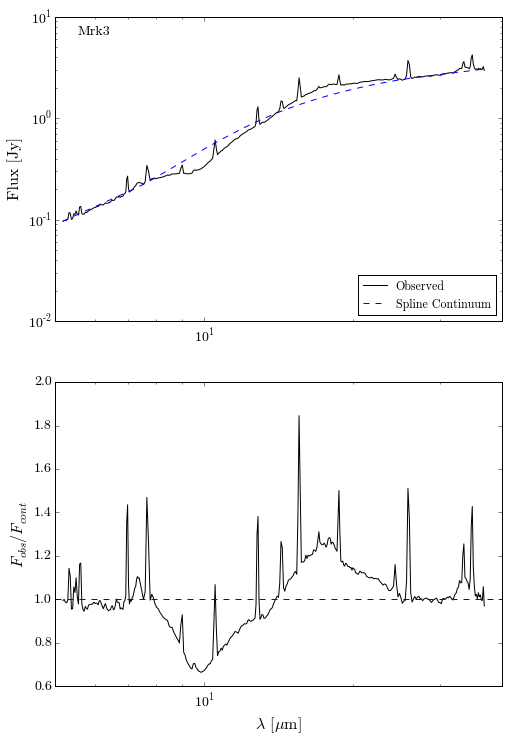 10^1
Mrk3
10^0
Flux [Jy]
10^-1
Observed
Spline Continuum
10^-2
10^1
2.0
1.8
1.6
1.4
F_obs/F_cont
1.2
1.0
0.8
0.6
10^1
λ [μm]